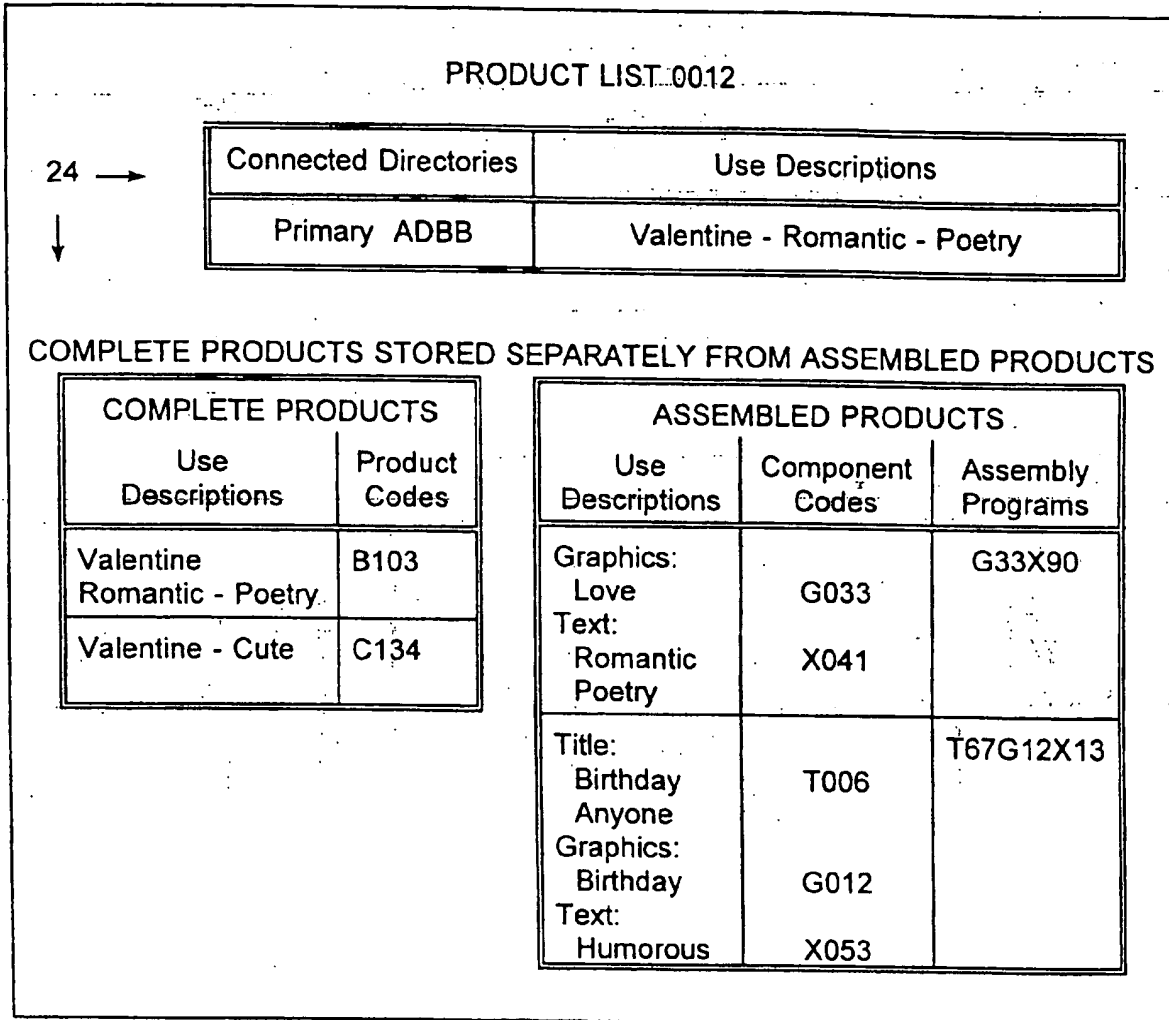 PRODUCT LIST 0012
24
Connected Directories Use Descriptions
Primary ADBB Valentine - Romantic - Poetry
COMPLETE PRODUCTS STORED SEPARATELY FROM ASSEMBLED PRODUCTS
COMPLETE PRODUCTS
Use Product
Descriptions Codes
Valentine B103
Romantic - Poetry
Valentine - Cute C134
ASSEMBLED PRODUCTS
Use Component Assembly
Descriptions Codes Programs
Graphics: G33X90
Love G033
Text:
Romantic X041
Poetry
Title: T67G12X13
Birthday T006
Anyone
Graphics:
Birthday G012
Text:
Humorous X053